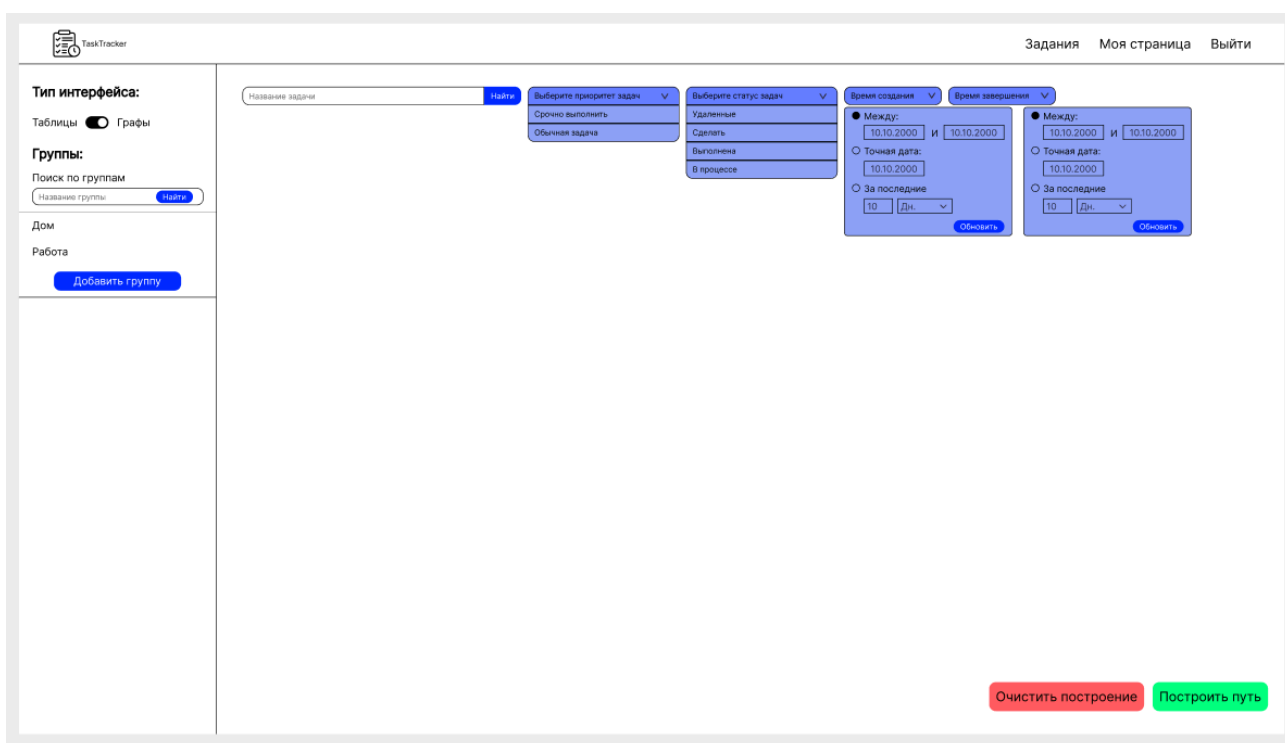 TaskTracker
Задания Моя страница Выйти
Тип интерфейса:
Таблицы Графы
Группы:
Поиск по группам
Название группы Найти
Дом
Работа
Добавить группу
Название задачи Найти
Выберите приоритет задач
Срочно выполнить
Обычная задача
Выберите статус задач
Удаленные
Сделать
Выполнена
В процессе
Время создания
Между:
10.10.2000 И 10.10.2000
Точная дата:
10.10.2000
За последние
10 Дн.
Обновить
Время завершения
Между:
10.10.2000 И 10.10.2000
Точная дата:
10.10.2000
За последние
10 Дн.
Обновить
Очистить построение Построить путь